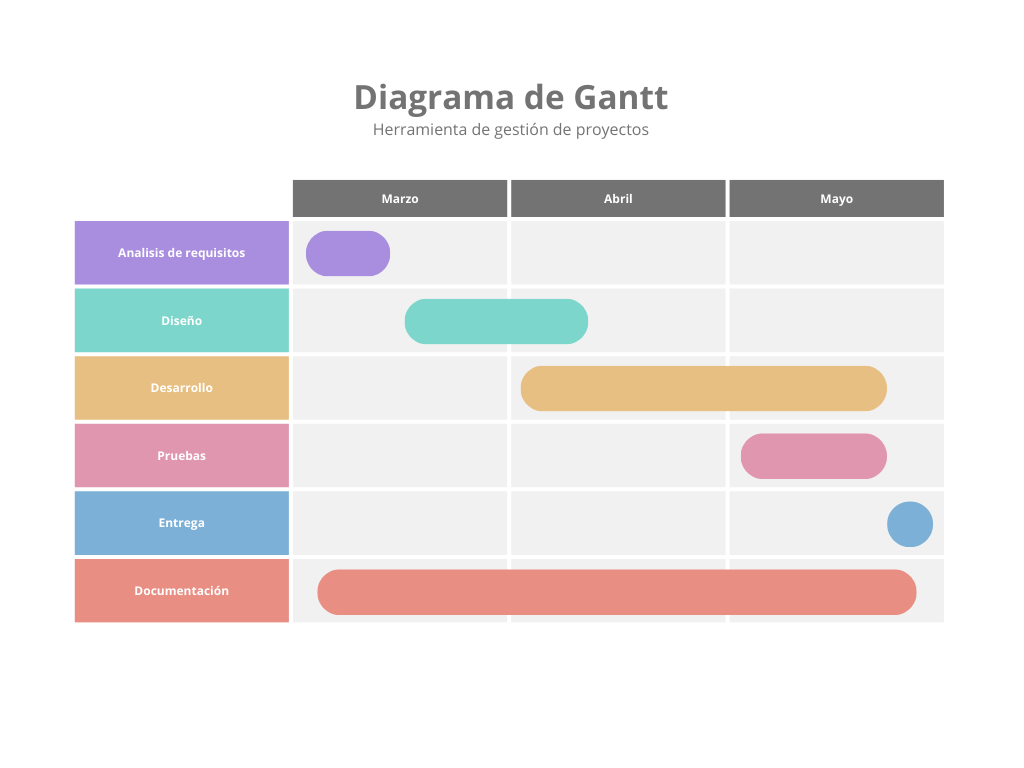 Diagrama de Gantt
Herramienta de gestión de proyectos
Marzo Abril Mayo
Analisis de requisitos
Diseño
Desarrollo
Pruebas
Entrega
Documentación